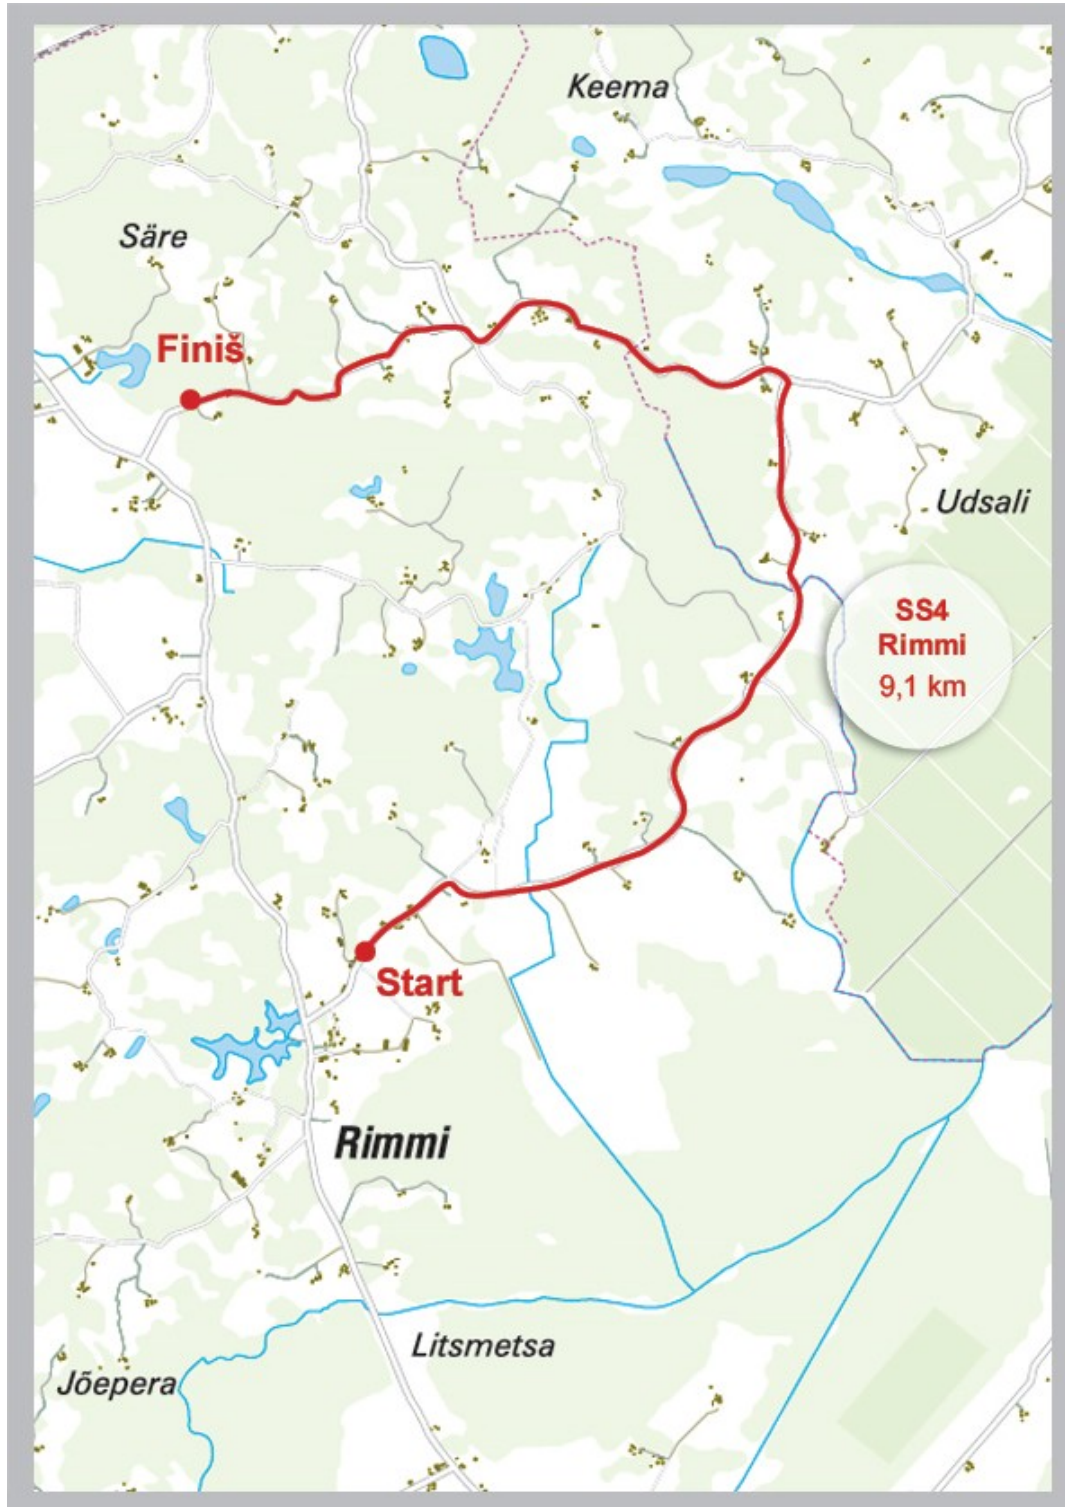 Keema
Säre
Finiš
Udsali
SS4
Rimmi
9,1 km
Start
Rimmi
Litsmetsa
Jõepera